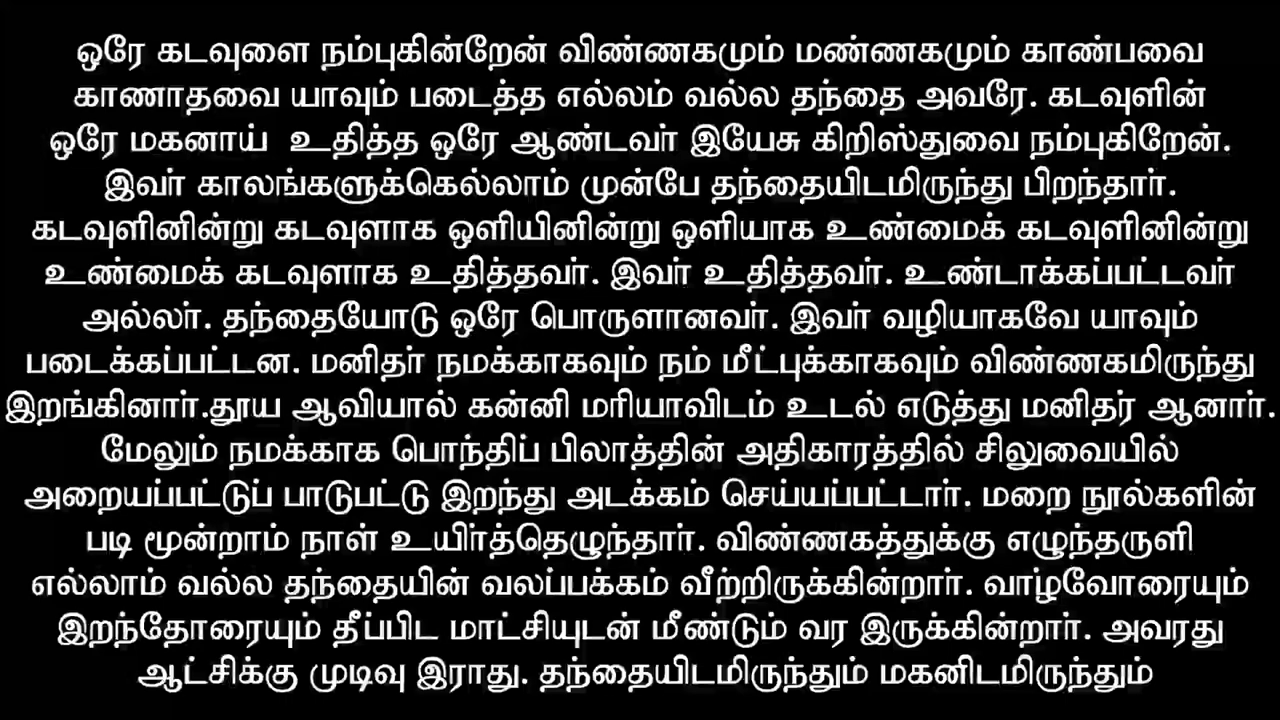 ஒரே கடவுளை நம்புகின்றேன் விண்ணகமும் மண்ணகமும் காண்பவை
காணாதவை யாவும் படைத்த எல்லம் வல்ல தந்தை அவரே. கடவுளின்
ஒரே மகனாய் உதித்த ஒரே ஆண்டவர் இயேசு கிறிஸ்துவை நம்புகிறேன்.
இவர் காலங்களுக்கெல்லாம் முன்பே தந்தையிடமிருந்து பிறந்தார்.
கடவுளினின்று கடவுளாக ஒளியினின்று ஒளியாக உண்மைக் கடவுளினின்று
உண்மைக் கடவுளாக உதித்தவர். இவர் உதித்தவர். உண்டாக்கப்பட்டவர்
அல்லர். தந்தையோடு ஒரே பொருளானவர். இவர் வழியாகவே யாவும்
படைக்கப்பட்டன. மனிதர் நமக்காகவும் நம் மீட்புக்காகவும் விண்ணகமிருந்து
இறங்கினார்.தூய ஆவியால் கன்னி மரியாவிடம் உடல் எடுத்து மனிதர் ஆனார்.
மேலும் நமக்காக பொந்திப் பிலாத்தின் அதிகாரத்தில் சிலுவையில்
அறையப்பட்டுப் பாடுபட்டு இறந்து அடக்கம் செய்யப்பட்டார். மறை நூல்களின்
படி மூன்றாம் நாள் உயிர்த்தெழுந்தார். விண்ணகத்துக்கு எழுந்தருளி
எல்லாம் வல்ல தந்தையின் வலப்பக்கம் வீற்றிருக்கின்றார். வாழ்வோரையும்
இறந்தோரையும் தீப்பிட மாட்சியுடன் மீண்டும் வர இருக்கின்றார். அவரது
ஆட்சிக்கு முடிவு இராது. தந்தையிடமிருந்தும் மகனிடமிருந்தும்